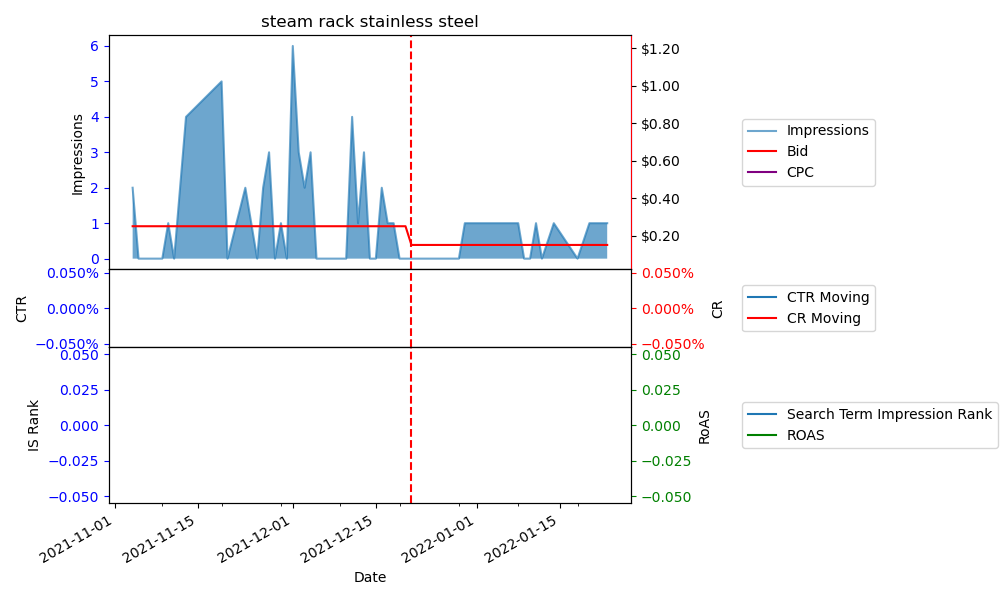 steam rack stainless steel
6
5
4
3
2
1
0
Impressions
$1.20
$1.00
$0.80
$0.60
$0.40
$0.20
Impressions
Bid
CPC
0.050%
0.000%
−0.050%
CTR
0.050%
0.000%
−0.050%
CR
CTR Moving
CR Moving
0.050
0.025
0.000
−0.025
−0.050
IS Rank
0.050
0.025
0.000
−0.025
−0.050
RoAS
Search Term Impression Rank
ROAS
2021-11-01
2021-11-15
2021-12-01
2021-12-15
2022-01-01
2022-01-15
Date